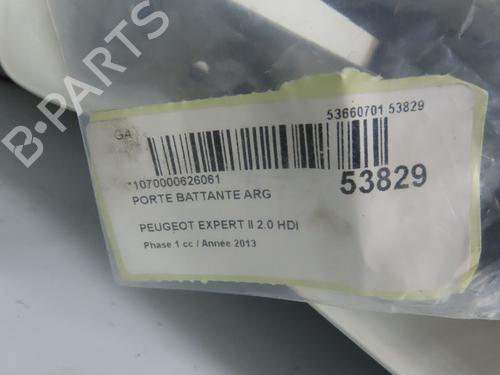 B-PARTS
GA
53660701 53829
*1070000626061
53829
PORTE BATTANTE ARG
PEUGEOT EXPERT II 2.0 HDi
Phase 1 cc / Année 2013